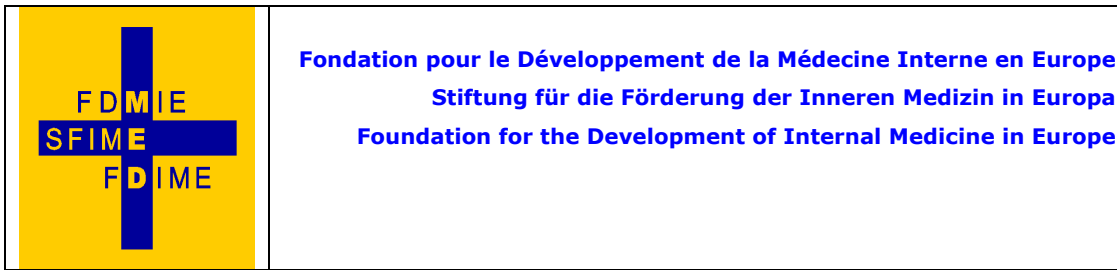 FDMIE
SFIME
FDIME
Fondation pour le Développement de la Médecine Interne en Europe
Stiftung für die Förderung der Inneren Medizin in Europa
Foundation for the Development of Internal Medicine in Europe